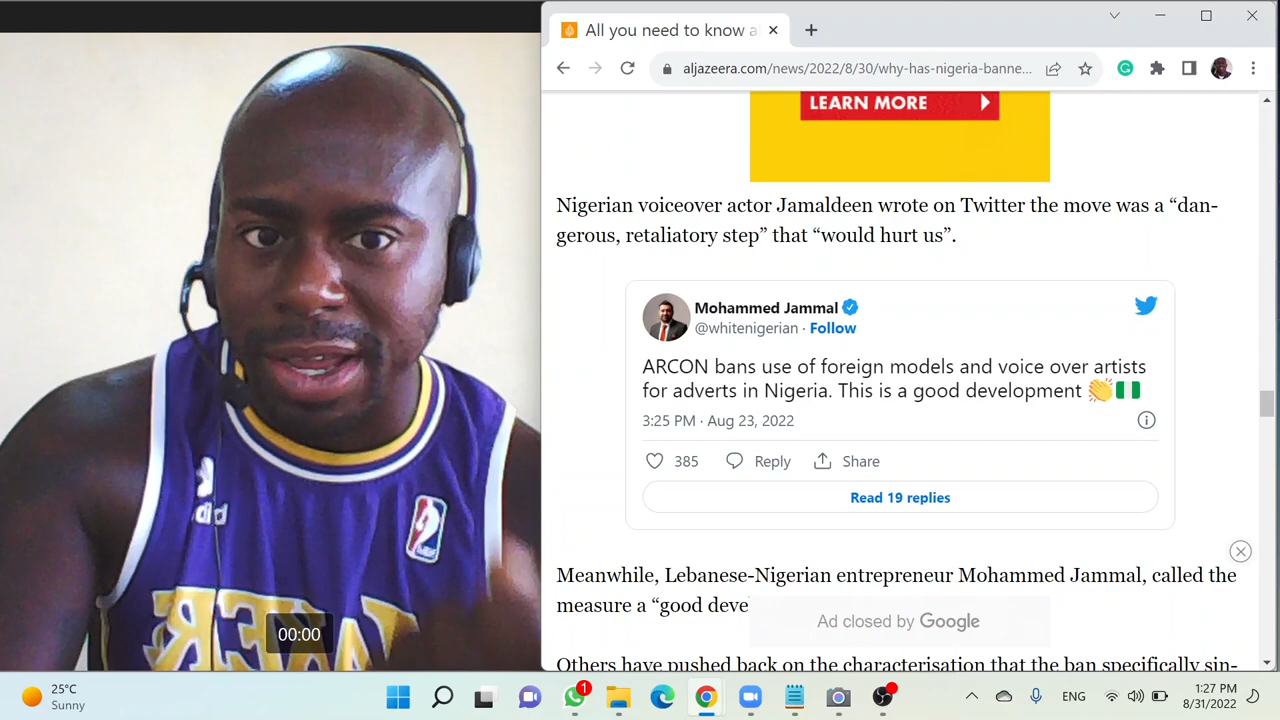 All you need to know a
aljazeera.com/news/2022/8/30/why-has-nigeria-banne...
LEARN MORE
Nigerian voiceover actor Jamaldeen wrote on Twitter the move was a “dan-
gerous, retaliatory step” that “would hurt us”.
Mohammed Jammal
@whitenigerian · Follow
ARCON bans use of foreign models and voice over artists
for adverts in Nigeria. This is a good development 👏🇳🇬
3:25 PM · Aug 23, 2022
385 Reply Share
Read 19 replies
Meanwhile, Lebanese-Nigerian entrepreneur Mohammed Jammal, called the
measure a “good deve
Ad closed by Google
Others have pushed back on the characterisation that the ban specifically sin-
00:00
25°C
Sunny
1
ENG
1:27 PM
8/31/2022